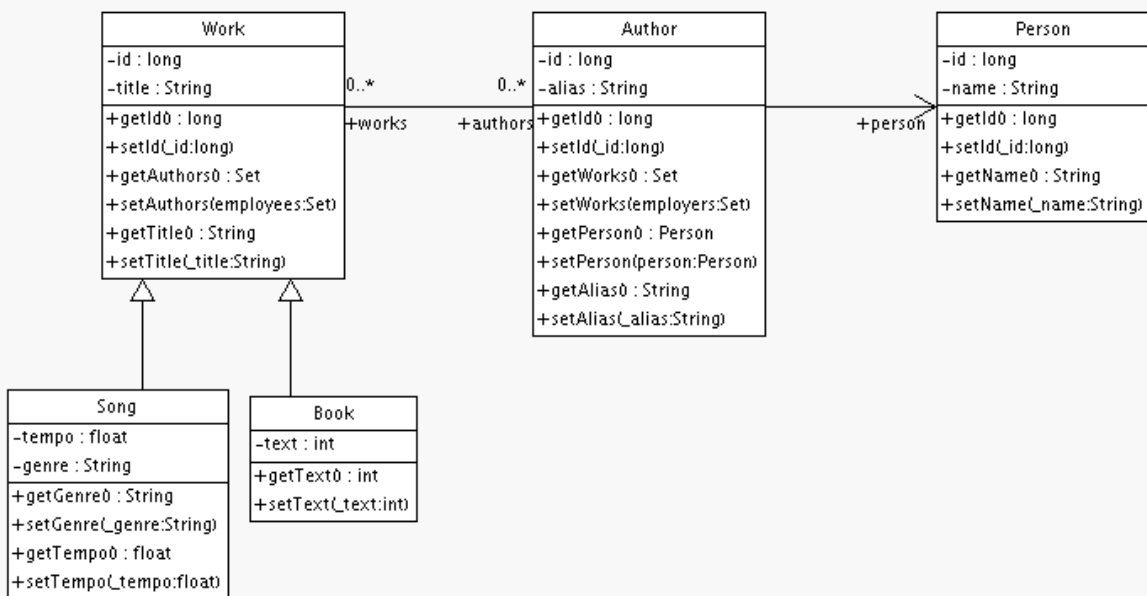 Work
-id : long
-title : String
+getId() : long
+setId(_id:long)
+getAuthors() : Set
+setAuthors(employees:Set)
+getTitle() : String
+setTitle(_title:String)
0..*
+works
0..*
+authors
Author
-id : long
-alias : String
+getId() : long
+setId(_id:long)
+getWorks() : Set
+setWorks(employers:Set)
+getPerson() : Person
+setPerson(person:Person)
+getAlias() : String
+setAlias(_alias:String)
+person
Person
-id : long
-name : String
+getId() : long
+setId(_id:long)
+getName() : String
+setName(_name:String)
Song
-tempo : float
-genre : String
+getGenre() : String
+setGenre(_genre:String)
+getTempo() : float
+setTempo(_tempo:float)
Book
-text : int
+getText() : int
+setText(_text:int)